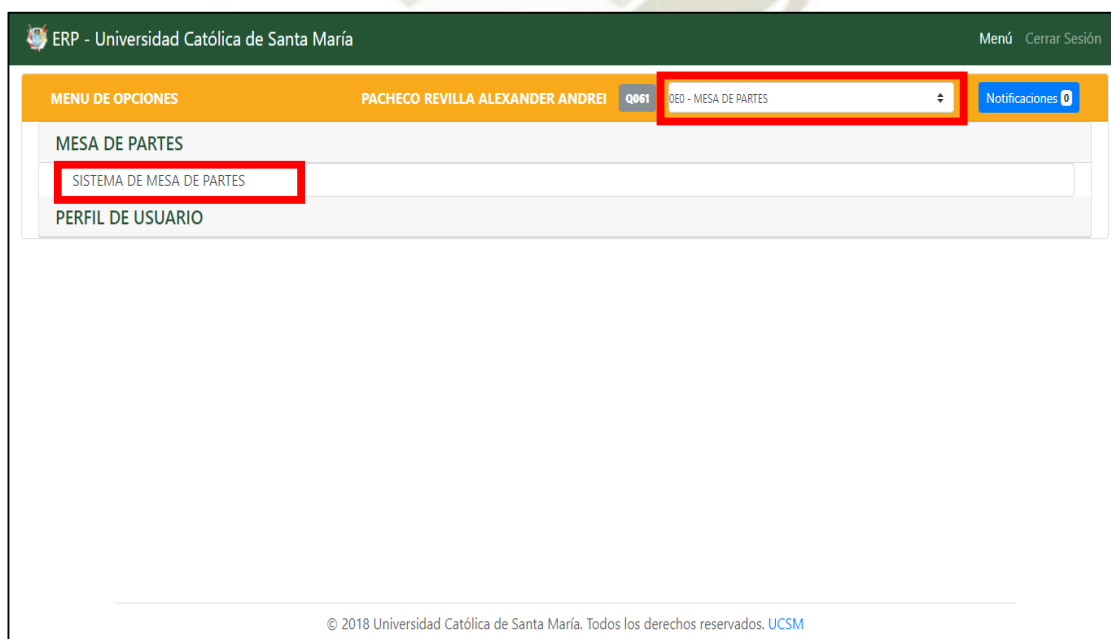 ERP - Universidad Católica de Santa María Menú Cerrar Sesión
MENU DE OPCIONES PACHECO REVILLA ALEXANDER ANDREI Q061 0E0 - MESA DE PARTES Notificaciones 0
MESA DE PARTES
SISTEMA DE MESA DE PARTES
PERFIL DE USUARIO
© 2018 Universidad Católica de Santa María. Todos los derechos reservados. UCSM